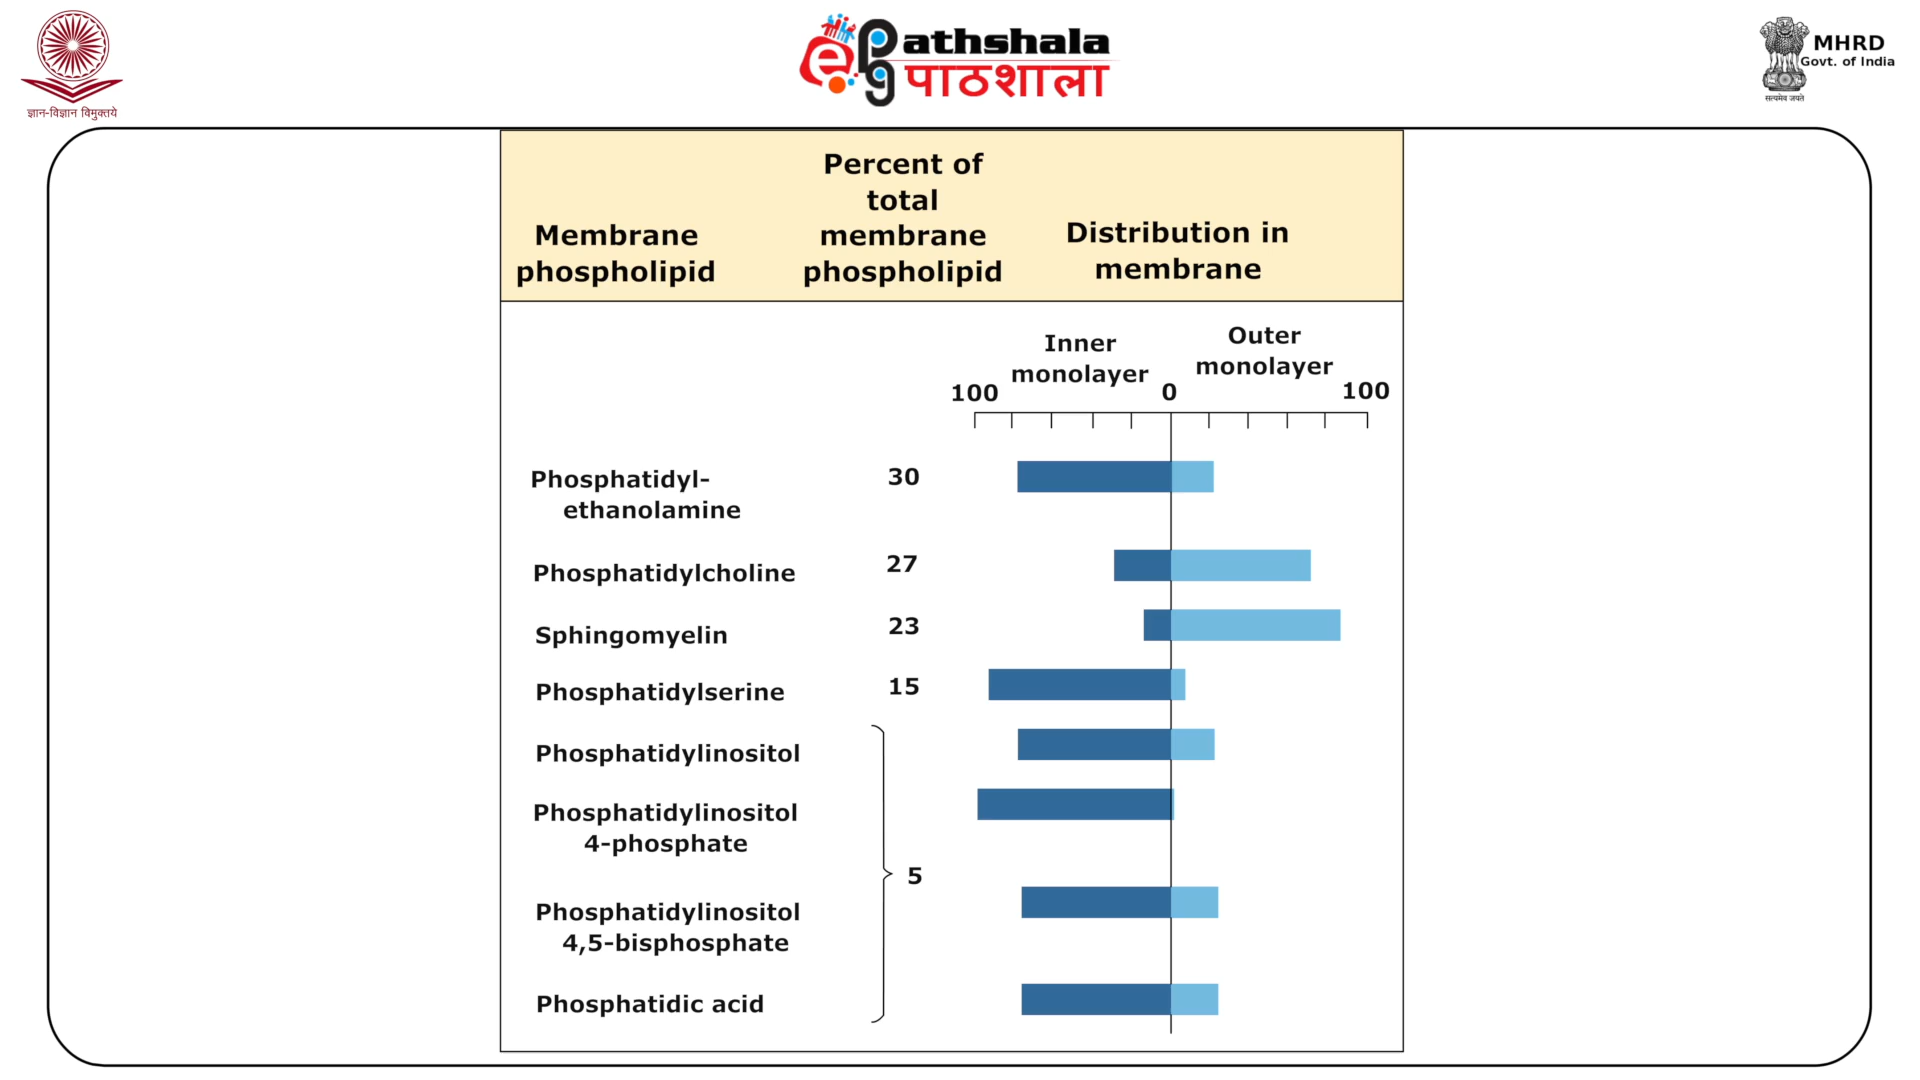 ज्ञान-विज्ञान विमुक्तये
ePG Pathshala
पाठशाला
MHRD
Govt. of India
सत्यमेव जयते
Membrane
phospholipid
Percent of
total
membrane
phospholipid
Distribution in
membrane
Inner
monolayer
Outer
monolayer
100 0 100
Phosphatidyl-
ethanolamine
30
Phosphatidylcholine 27
Sphingomyelin 23
Phosphatidylserine 15
Phosphatidylinositol
Phosphatidylinositol
4-phosphate
5
Phosphatidylinositol
4,5-bisphosphate
Phosphatidic acid